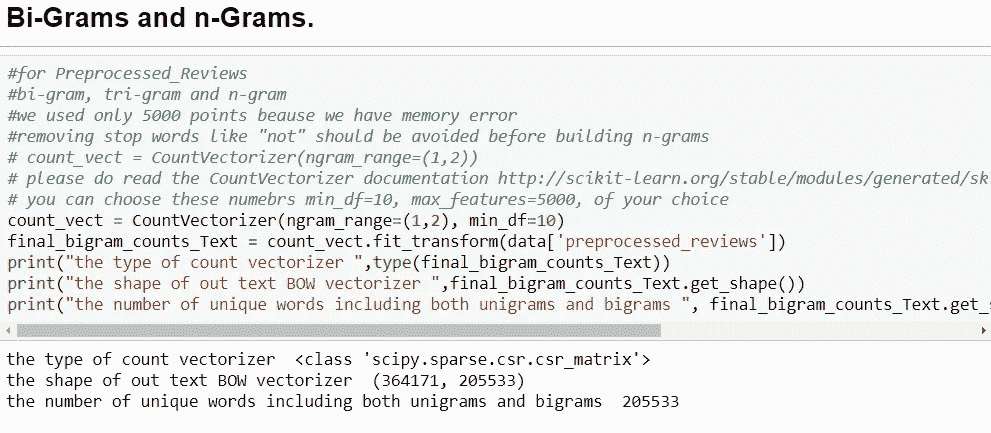 Bi-Grams and n-Grams.
#for Preprocessed_Reviews
#bi-gram, tri-gram and n-gram
#we used only 5000 points beause we have memory error
#removing stop words like "not" should be avoided before building n-grams
# count_vect = CountVectorizer(ngram_range=(1,2))
# please do read the CountVectorizer documentation http://scikit-learn.org/stable/modules/generated/sk
# you can choose these numebrs min_df=10, max_features=5000, of your choice
count_vect = CountVectorizer(ngram_range=(1,2), min_df=10)
final_bigram_counts_Text = count_vect.fit_transform(data['preprocessed_reviews'])
print("the type of count vectorizer ",type(final_bigram_counts_Text))
print("the shape of out text BOW vectorizer ",final_bigram_counts_Text.get_shape())
print("the number of unique words including both unigrams and bigrams ", final_bigram_counts_Text.get_s
the type of count vectorizer  <class 'scipy.sparse.csr.csr_matrix'>
the shape of out text BOW vectorizer  (364171, 205533)
the number of unique words including both unigrams and bigrams  205533